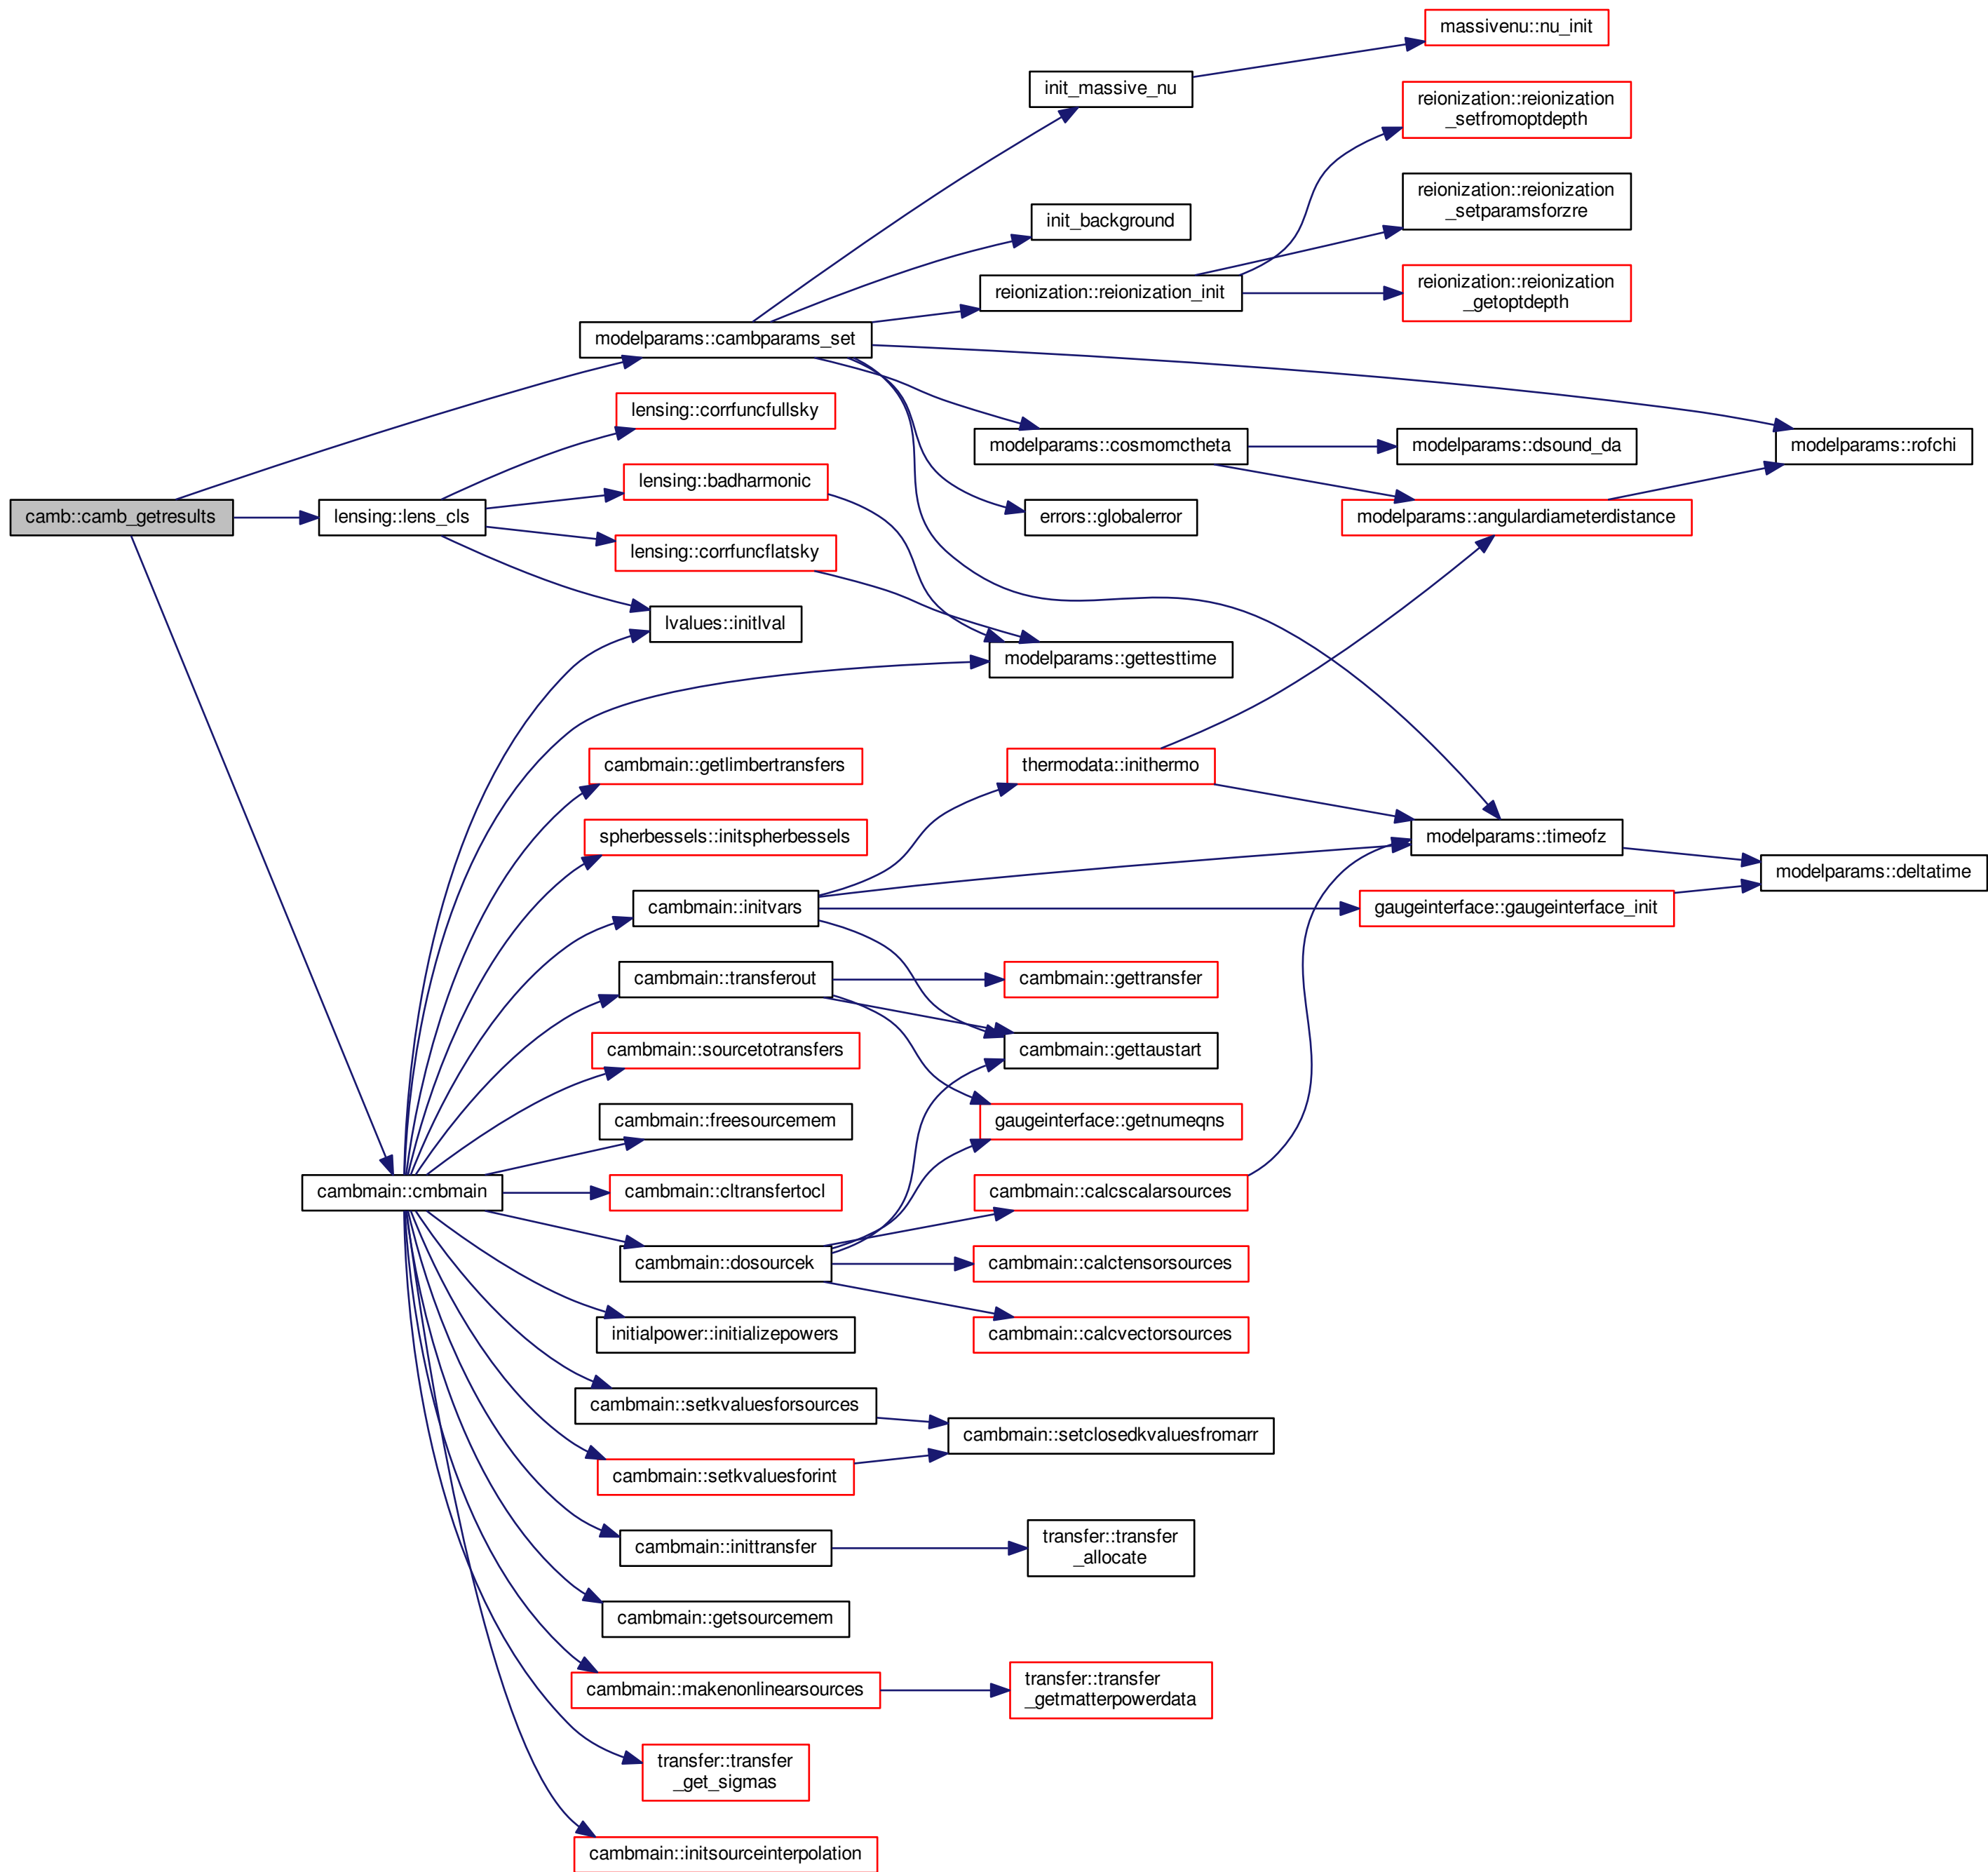 massivenu::nu_init
init_massive_nu
reionization::reionization
_setfromoptdepth
reionization::reionization
_setparamsforzre
init_background
reionization::reionization_init
reionization::reionization
_getoptdepth
modelparams::cambparams_set
lensing::corrfuncfullsky
modelparams::cosmomctheta
modelparams::dsound_da
modelparams::rofchi
lensing::badharmonic
camb::camb_getresults
lensing::lens_cls
errors::globalerror
modelparams::angulardiameterdistance
lensing::corrfuncflatsky
lvalues::initlval
modelparams::gettesttime
cambmain::getlimbertransfers
thermodata::inithermo
spherbessels::initspherbessels
modelparams::timeofz
modelparams::deltatime
cambmain::initvars
gaugeinterface::gaugeinterface_init
cambmain::transferout
cambmain::gettransfer
cambmain::sourcetotransfers
cambmain::gettaustart
cambmain::freesourcemem
gaugeinterface::getnumeqns
cambmain::cmbmain
cambmain::cltransfertocl
cambmain::calcscalarsources
cambmain::dosourcek
cambmain::calctensorsources
initialpower::initializepowers
cambmain::calcvectorsources
cambmain::setkvaluesforsources
cambmain::setclosedkvaluesfromarr
cambmain::setkvaluesforint
cambmain::inittransfer
transfer::transfer
_allocate
cambmain::getsourcemem
cambmain::makenonlinearsources
transfer::transfer
_getmatterpowerdata
transfer::transfer
_get_sigmas
cambmain::initsourceinterpolation